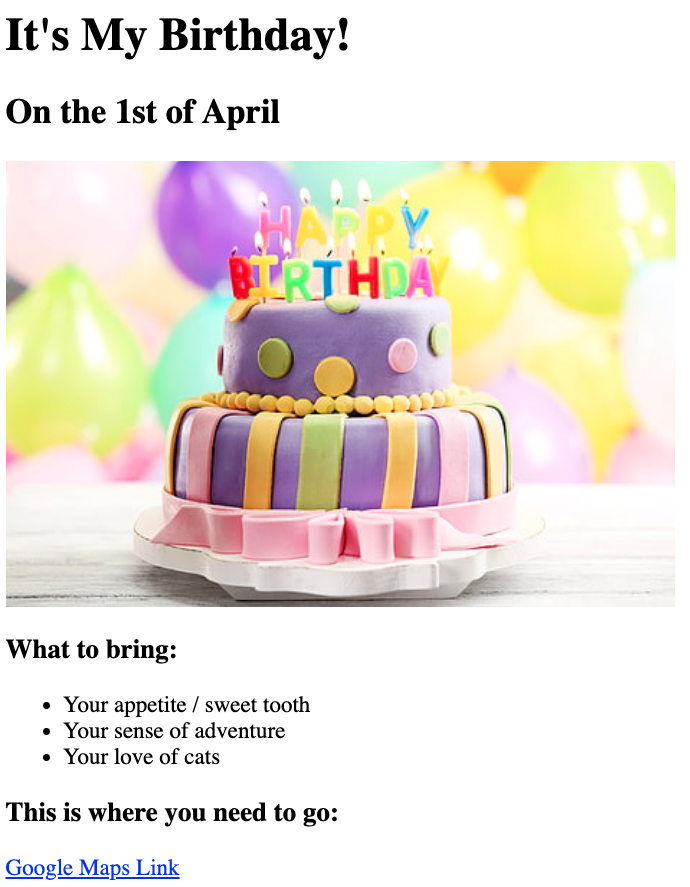 It's My Birthday!
On the 1st of April
HAPPY
BIRTHDAY
What to bring:
Your appetite / sweet tooth
Your sense of adventure
Your love of cats
This is where you need to go:
Google Maps Link